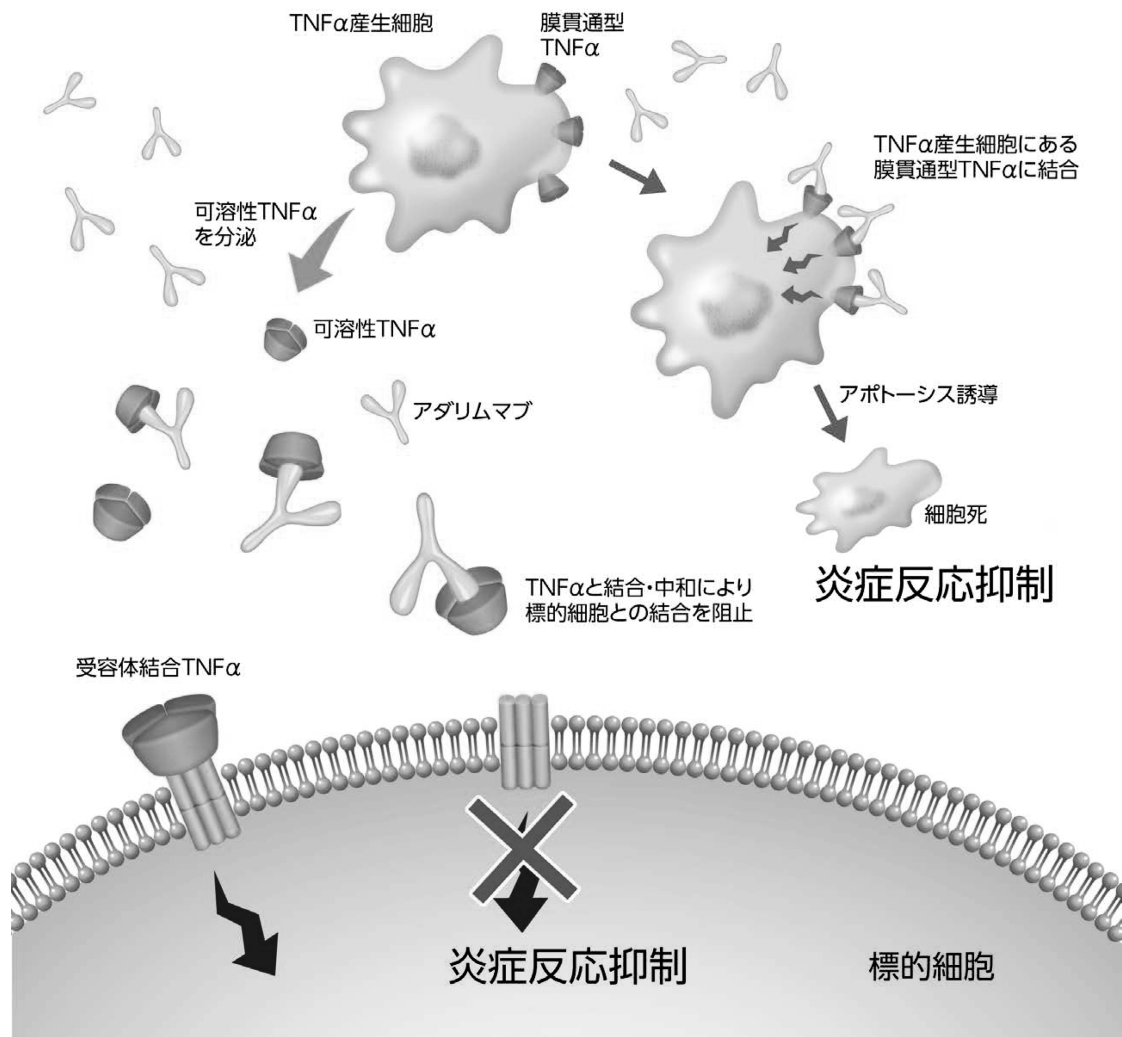 TNFα産生細胞
膜貫通型
TNFα
TNFα産生細胞にある
膜貫通型TNFαに結合
可溶性TNFα
を分泌
可溶性TNFα
アダリムマブ
アポトーシス誘導
細胞死
炎症反応抑制
TNFαと結合・中和により
標的細胞との結合を阻止
受容体結合TNFα
炎症反応抑制
標的細胞